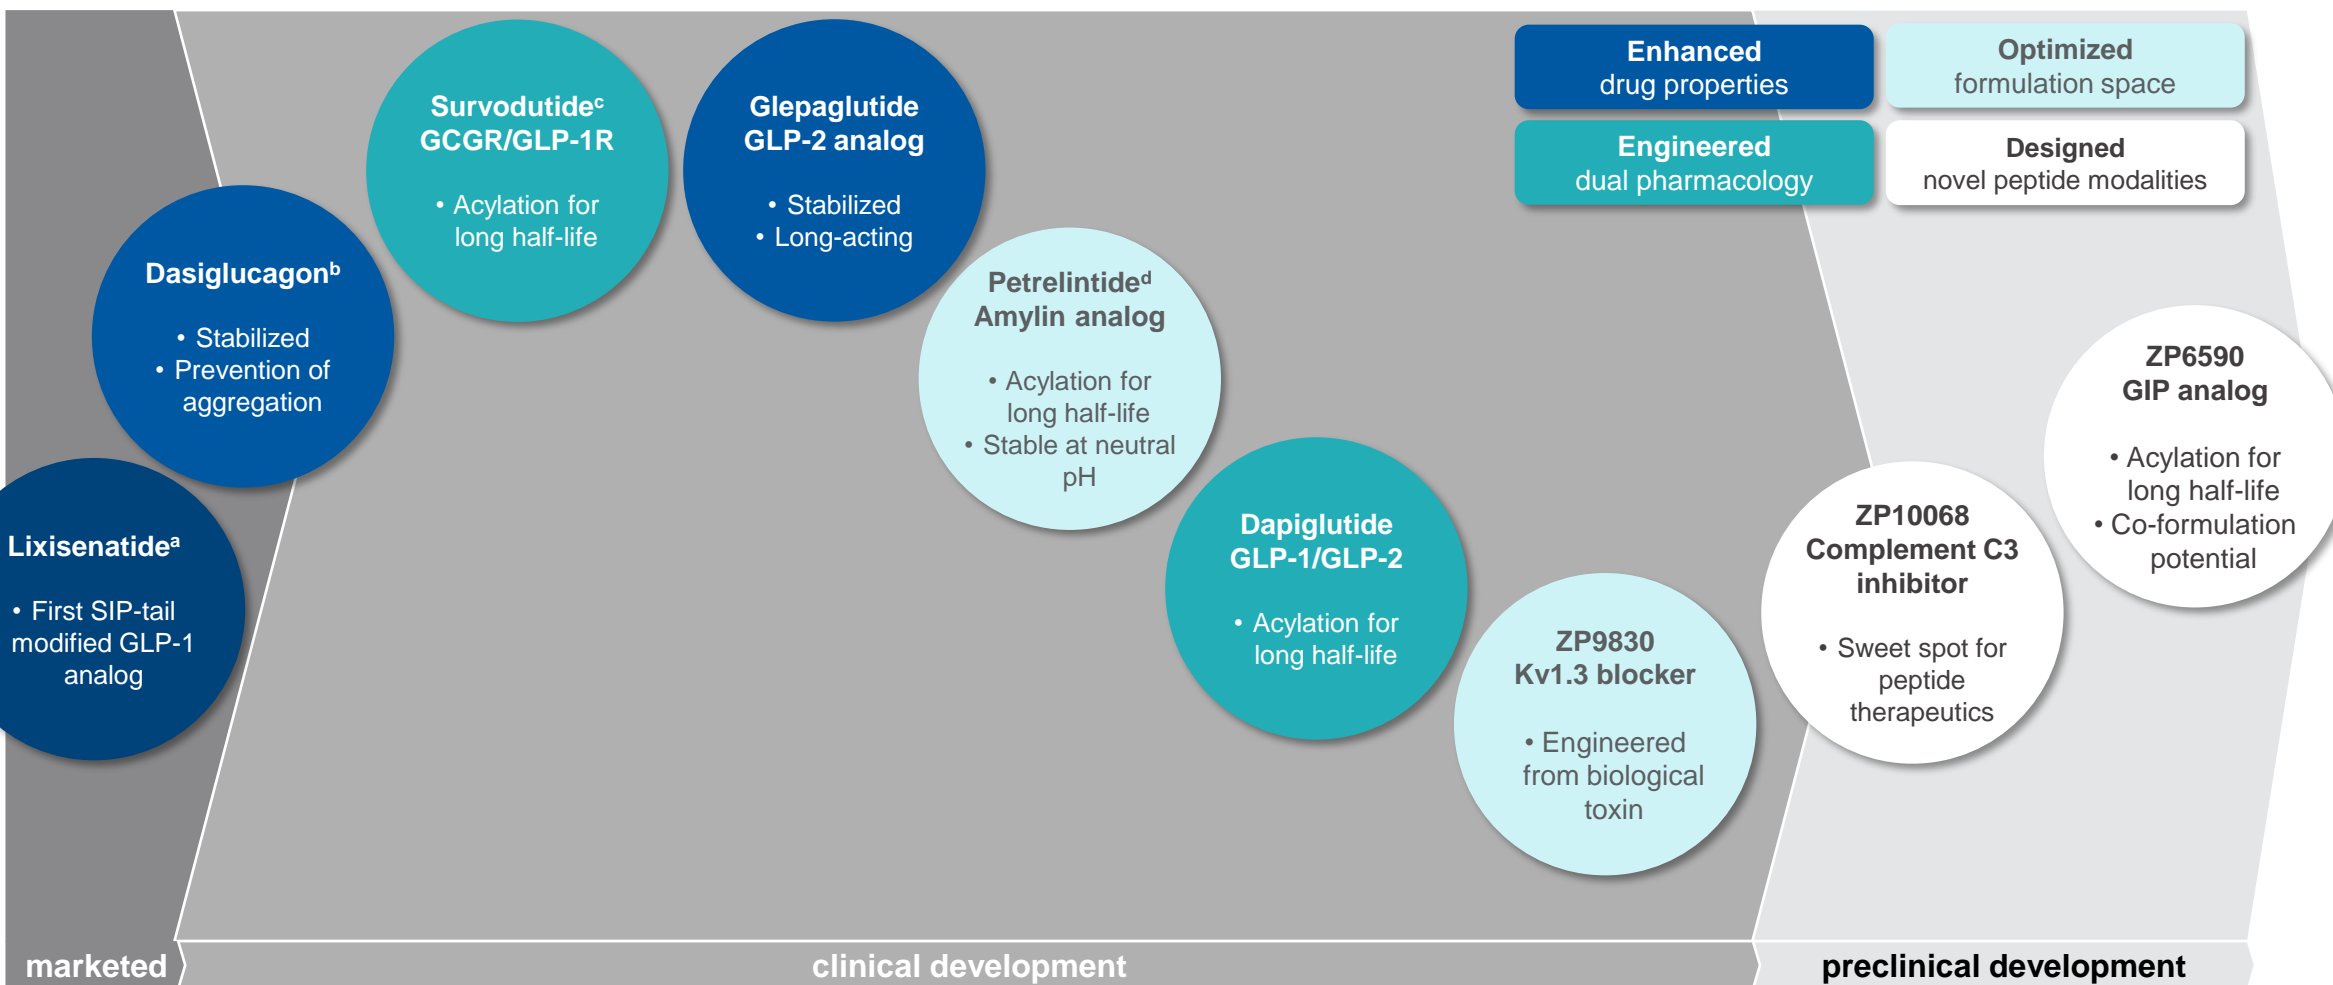 Enhanced
drug properties
Optimized
formulation space
Engineered
dual pharmacology
Designed
novel peptide modalities
Lixisenatideᵃ
• First SIP-tail
modified GLP-1
analog
Dasiglucagonᵇ
• Stabilized
• Prevention of
aggregation
Survodutideᶜ
GCGR/GLP-1R
• Acylation for
long half-life
Glepaglutide
GLP-2 analog
• Stabilized
• Long-acting
Petrelintideᵈ
Amylin analog
• Acylation for
long half-life
• Stable at neutral
pH
Dapiglutide
GLP-1/GLP-2
• Acylation for
long half-life
ZP9830
Kv1.3 blocker
• Engineered
from biological
toxin
ZP10068
Complement C3
inhibitor
• Sweet spot for
peptide
therapeutics
ZP6590
GIP analog
• Acylation for
long half-life
• Co-formulation
potential
marketed
clinical development
preclinical development